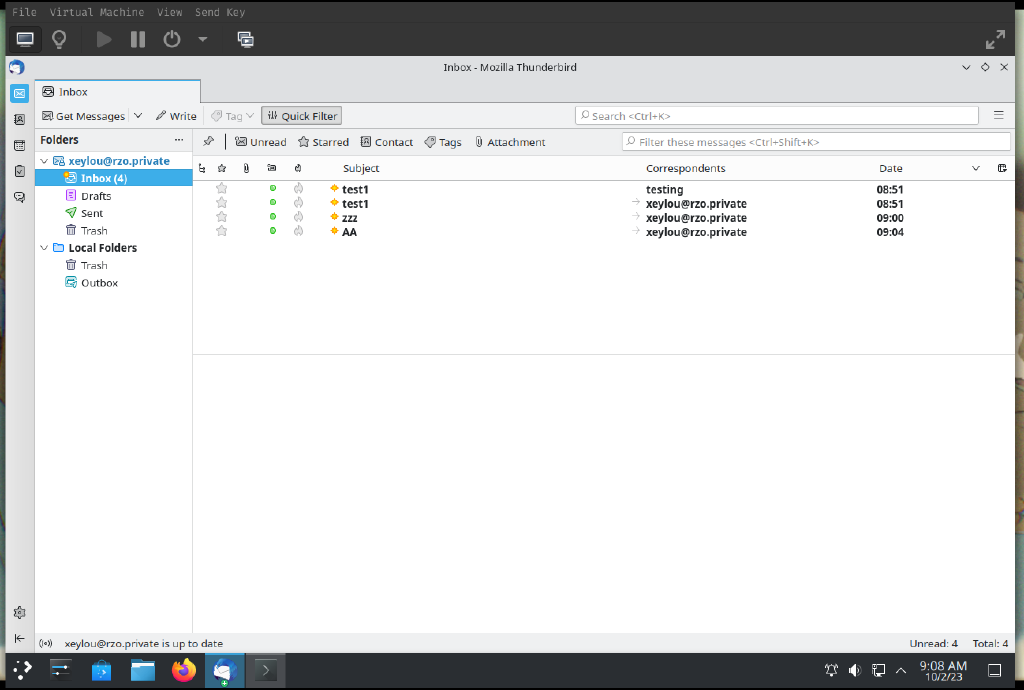 File Virtual Machine View Send Key
Inbox - Mozilla Thunderbird
Inbox
Get Messages Write Tag Quick Filter Search <Ctrl+K>
Folders ... Unread Starred Contact Tags Attachment Filter these messages <Ctrl+Shift+K>
xeylou@rzo.private Subject Correspondents Date
Inbox (4)
Drafts
Sent
Trash
Local Folders
Trash
Outbox
test1 testing 08:51
test1 xeylou@rzo.private 08:51
zzz xeylou@rzo.private 09:00
AA xeylou@rzo.private 09:04
xeylou@rzo.private is up to date Unread: 4 Total: 4
9:08 AM
10/2/23